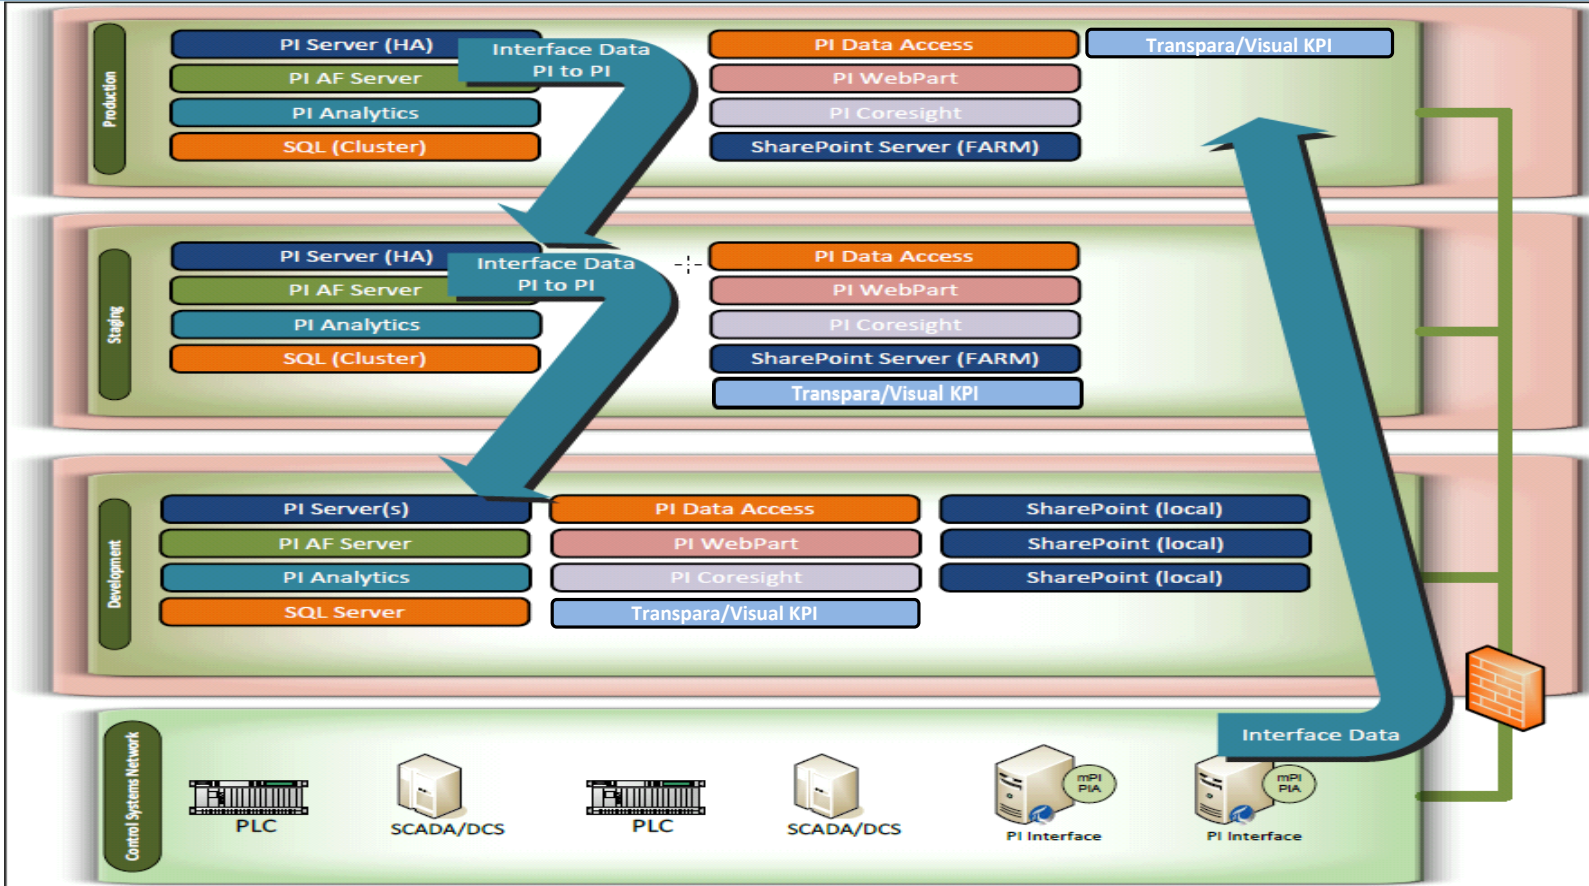 Production
PI Server (HA)
PI AF Server
PI Analytics
SQL (Cluster)
Interface Data
PI to PI
PI Data Access
PI WebPart
PI Coresight
SharePoint Server (FARM)
Transpara/Visual KPI
Staging
PI Server (HA)
PI AF Server
PI Analytics
SQL (Cluster)
Interface Data
PI to PI
PI Data Access
PI WebPart
PI Coresight
SharePoint Server (FARM)
Transpara/Visual KPI
Development
PI Server(s)
PI AF Server
PI Analytics
SQL Server
PI Data Access
PI WebPart
PI Coresight
Transpara/Visual KPI
SharePoint (local)
SharePoint (local)
SharePoint (local)
Interface Data
Control Systems Network
PLC
SCADA/DCS
PLC
SCADA/DCS
mPI
PIA
PI Interface
mPI
PIA
PI Interface